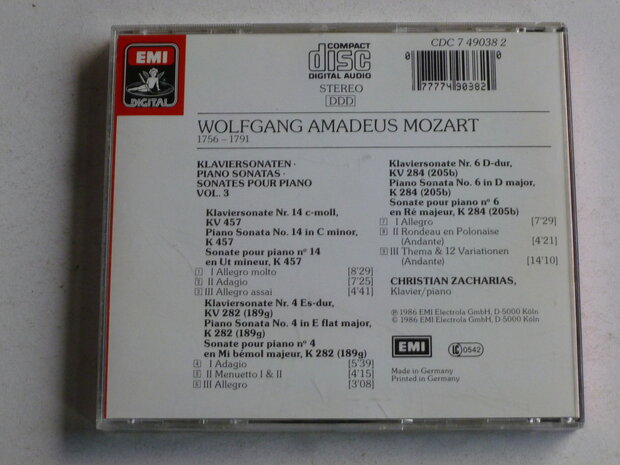 EMI
DIGITAL
COMPACT
disc
DIGITAL AUDIO
STEREO
DDD
CDC 7 49038 2
0 77774 90382 0
WOLFGANG AMADEUS MOZART
1756 – 1791
KLAVIERSONATEN ·
PIANO SONATAS ·
SONATES POUR PIANO
VOL. 3
Klaviersonate Nr. 14 c-moll,
KV 457
Piano Sonata No. 14 in C minor,
K 457
Sonate pour piano n° 14
en Ut mineur, K 457
1 I Allegro molto [8'29]
2 II Adagio [7'25]
3 III Allegro assai [4'41]
Klaviersonate Nr. 4 Es-dur,
KV 282 (189g)
Piano Sonata No. 4 in E flat major,
K 282 (189g)
Sonate pour piano n° 4
en Mi bémol majeur, K 282 (189g)
4 I Adagio [5'39]
5 II Menuetto I & II [4'15]
6 III Allegro [3'08]
Klaviersonate Nr. 6 D-dur,
KV 284 (205b)
Piano Sonata No. 6 in D major,
K 284 (205b)
Sonate pour piano n° 6
en Ré majeur, K 284 (205b)
7 I Allegro [7'29]
8 II Rondeau en Polonaise
(Andante) [4'21]
9 III Thema & 12 Variationen
(Andante) [14'10]
CHRISTIAN ZACHARIAS,
Klavier/piano
℗ 1986 EMI Electrola GmbH, D-5000 Köln
© 1986 EMI Electrola GmbH, D-5000 Köln
EMI
LC 0542
Made in Germany
Printed in Germany